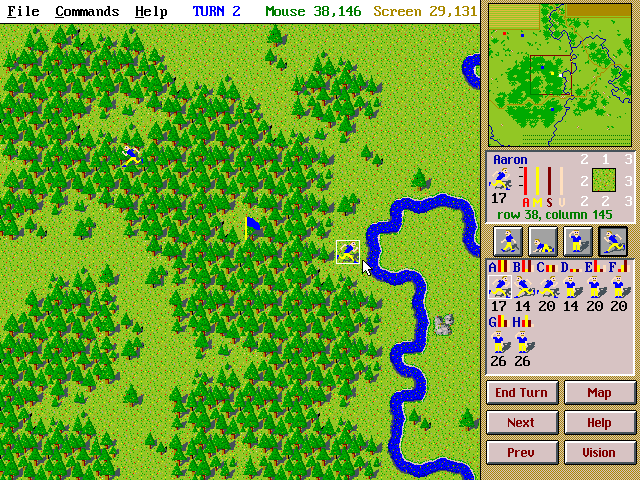 File Commands Help TURN 2 Mouse 38,146 Screen 29,131
Aaron 2 1 3
2 3
17 A M S U 2 2 3
row 38, column 145
A B C D E F
17 14 20 14 20 20
G H
26 26
End Turn Map
Next Help
Prev Vision